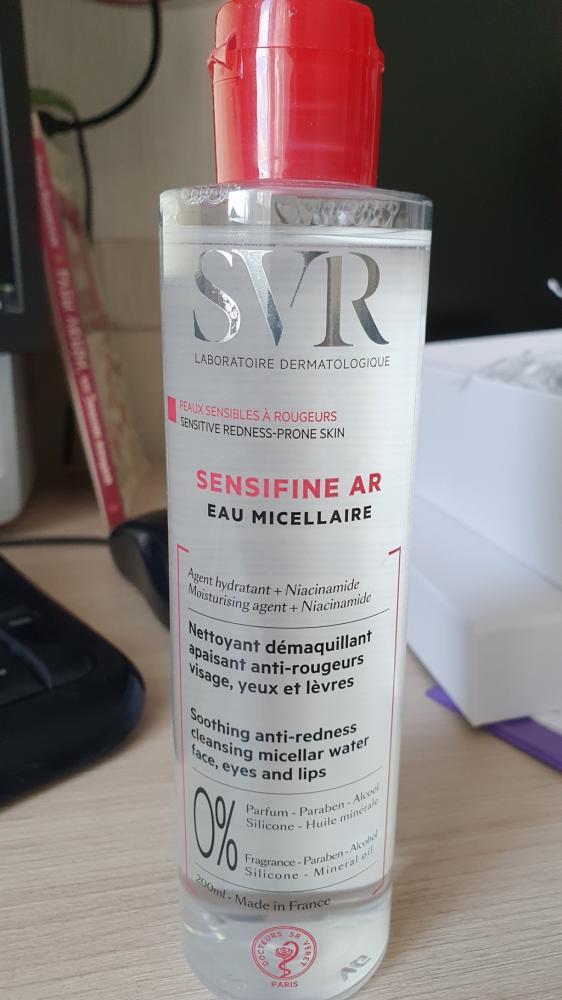 SVR
LABORATOIRE DERMATOLOGIQUE
PEAUX SENSIBLES À ROUGEURS
SENSITIVE REDNESS-PRONE SKIN
SENSIFINE AR
EAU MICELLAIRE
Agent hydratant + Niacinamide
Moisturising agent + Niacinamide
Nettoyant démaquillant
apaisant anti-rougeurs
visage, yeux et lèvres
Soothing anti-redness
cleansing micellar water
face, eyes and lips
0%
Parfum - Paraben - Alcool
Silicone - Huile minérale
Fragrance - Paraben - Alcohol
Silicone - Mineral oil
200ml - Made in France
DOCTEURS SR VERET
PARIS